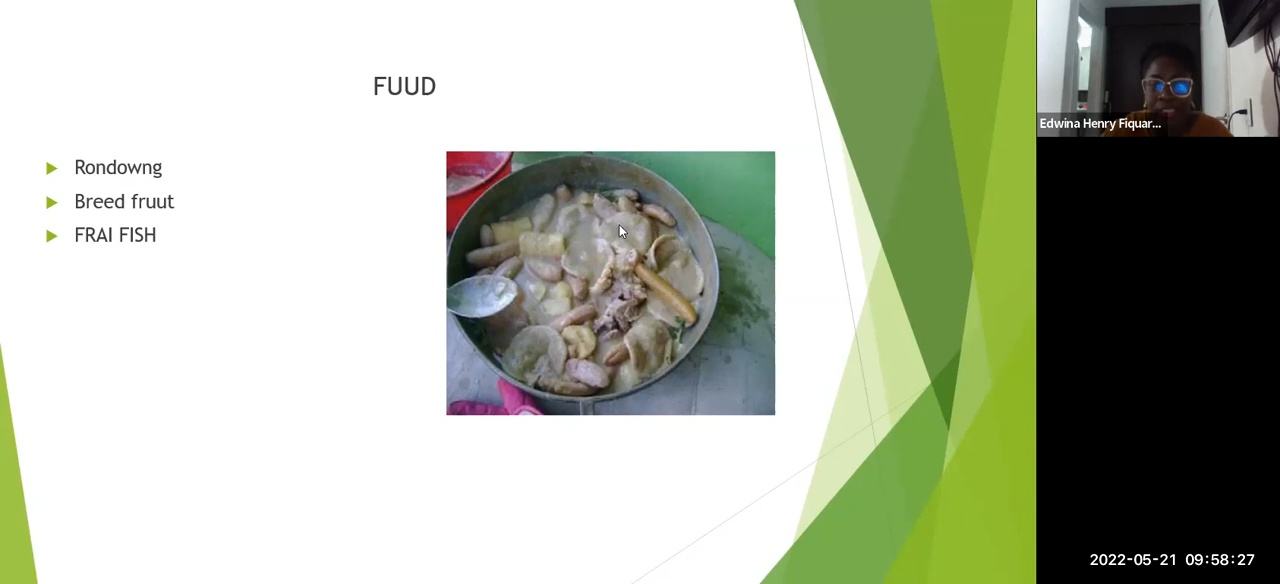 FUUD
Rondowng
Breed fruut
FRAI FISH
Edwina Henry Fiquar...
2022-05-21 09:58:27